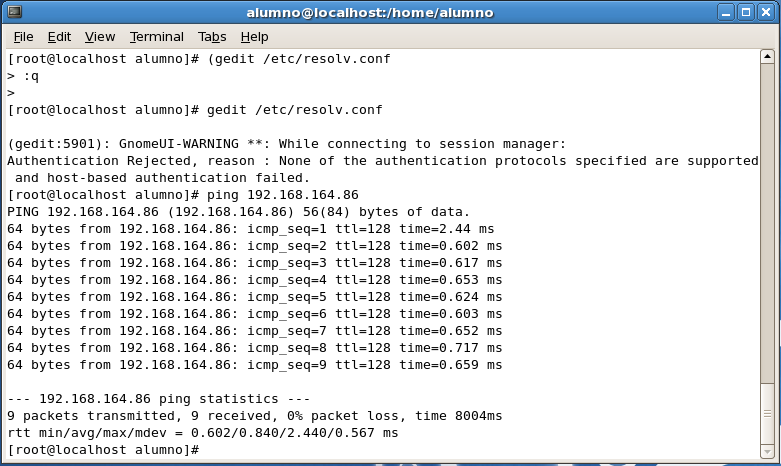 alumno@localhost:/home/alumno
File Edit View Terminal Tabs Help
[root@localhost alumno]# (gedit /etc/resolv.conf
> :q
>
[root@localhost alumno]# gedit /etc/resolv.conf
(gedit:5901): GnomeUI-WARNING **: While connecting to session manager:
Authentication Rejected, reason : None of the authentication protocols specified are supported
 and host-based authentication failed.
[root@localhost alumno]# ping 192.168.164.86
PING 192.168.164.86 (192.168.164.86) 56(84) bytes of data.
64 bytes from 192.168.164.86: icmp_seq=1 ttl=128 time=2.44 ms
64 bytes from 192.168.164.86: icmp_seq=2 ttl=128 time=0.602 ms
64 bytes from 192.168.164.86: icmp_seq=3 ttl=128 time=0.617 ms
64 bytes from 192.168.164.86: icmp_seq=4 ttl=128 time=0.653 ms
64 bytes from 192.168.164.86: icmp_seq=5 ttl=128 time=0.624 ms
64 bytes from 192.168.164.86: icmp_seq=6 ttl=128 time=0.603 ms
64 bytes from 192.168.164.86: icmp_seq=7 ttl=128 time=0.652 ms
64 bytes from 192.168.164.86: icmp_seq=8 ttl=128 time=0.717 ms
64 bytes from 192.168.164.86: icmp_seq=9 ttl=128 time=0.659 ms
--- 192.168.164.86 ping statistics ---
9 packets transmitted, 9 received, 0% packet loss, time 8004ms
rtt min/avg/max/mdev = 0.602/0.840/2.440/0.567 ms
[root@localhost alumno]#